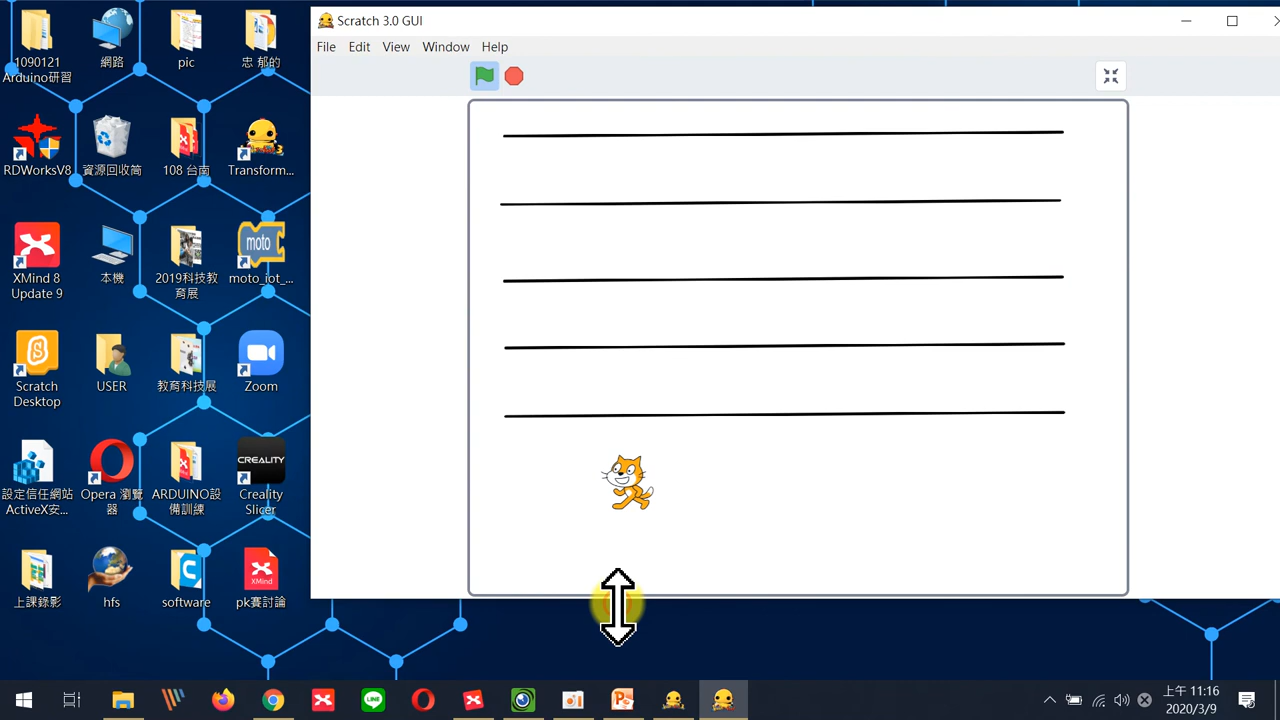 1090121
Arduino研習
網路
pic
忠 郁的
RDWorksV8
資源回收筒
108 台南
Transform...
XMind 8
Update 9
本機
2019科技教
育展
moto
moto_iot_...
Scratch
Desktop
USER
教育科技展
Zoom
設定信任網站
ActiveX安...
Opera 瀏覽
器
ARDUINO設
備訓練
CREALITY
Creality
Slicer
上課錄影
hfs
software
XMind
pk賽討論
Scratch 3.0 GUI
File Edit View Window Help
LINE
上午 11:16
2020/3/9